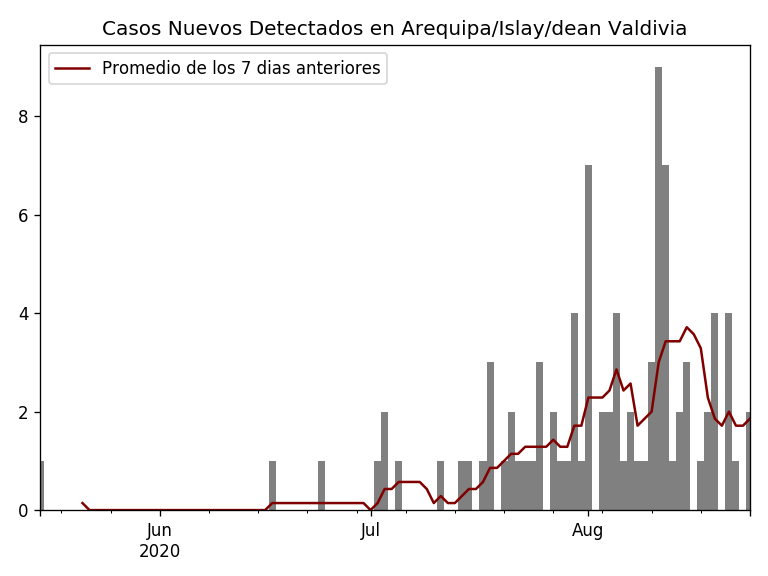 Casos Nuevos Detectados en Arequipa/Islay/dean Valdivia
Promedio de los 7 dias anteriores
8
6
4
2
0
Jun
2020
Jul
Aug